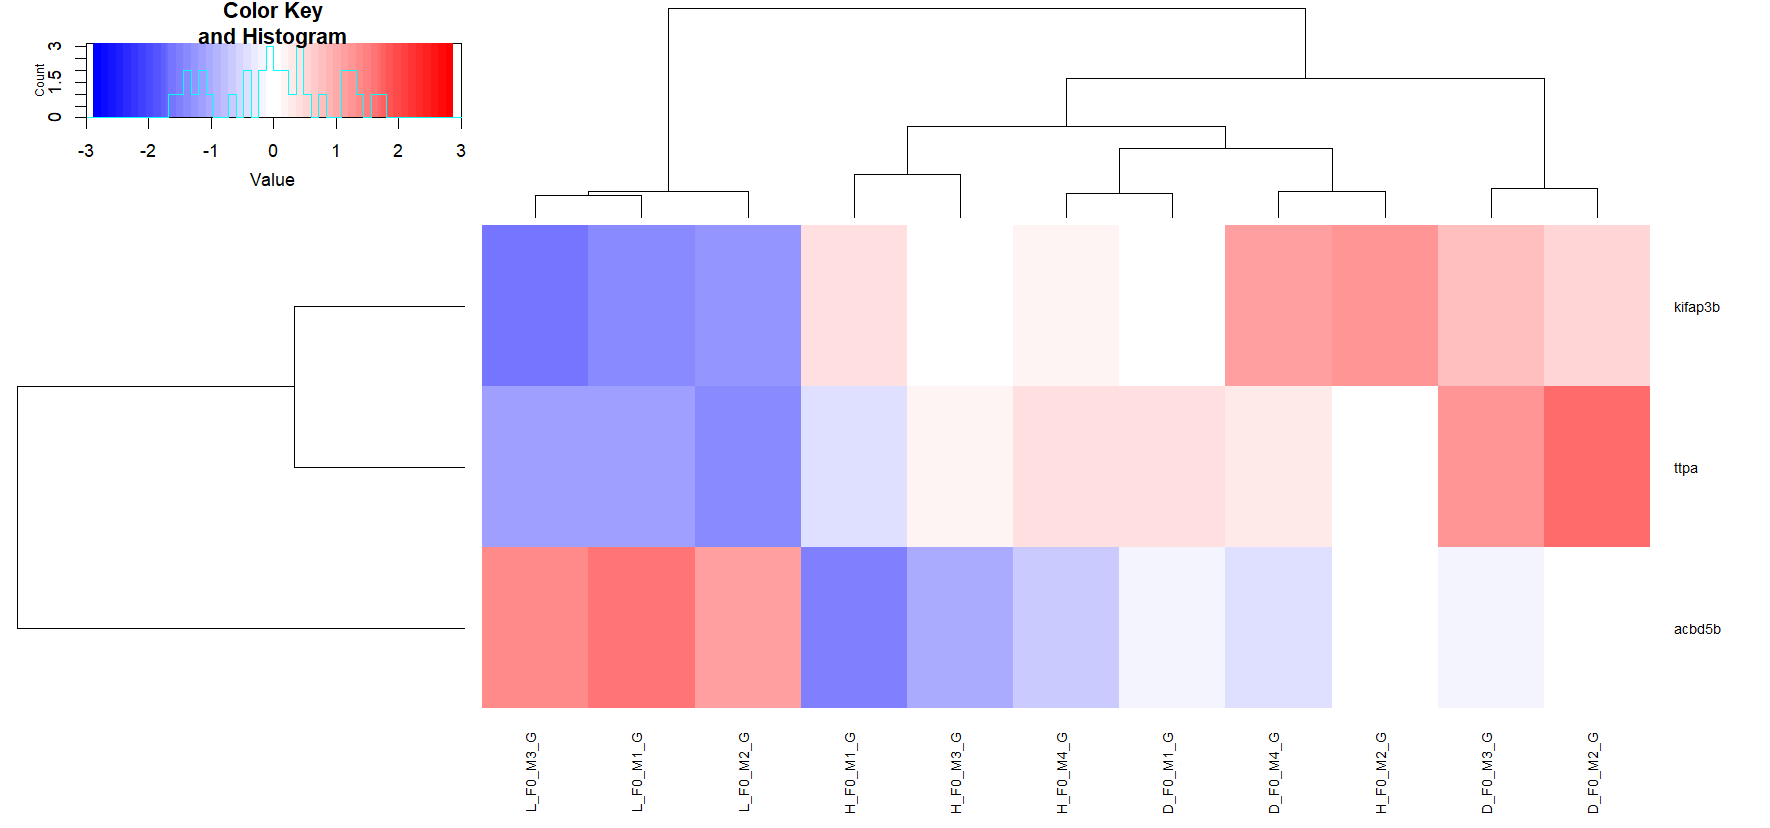 Color Key
and Histogram
Count
0 1.5 3
-3 -2 -1 0 1 2 3
Value
kifap3b
ttpa
acbd5b
L_F0_M3_G
L_F0_M1_G
L_F0_M2_G
H_F0_M1_G
H_F0_M3_G
H_F0_M4_G
D_F0_M1_G
D_F0_M4_G
H_F0_M2_G
D_F0_M3_G
D_F0_M2_G